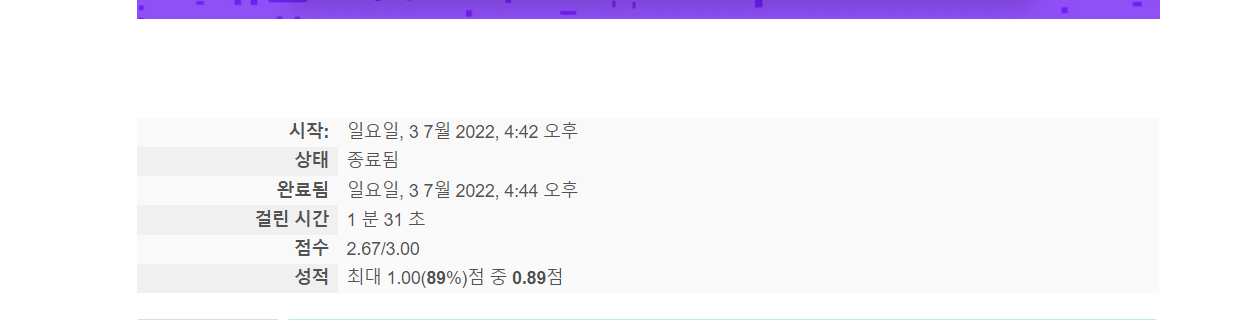 시작: 일요일, 3 7월 2022, 4:42 오후
상태 종료됨
완료됨 일요일, 3 7월 2022, 4:44 오후
걸린 시간 1 분 31 초
점수 2.67/3.00
성적 최대 1.00(89%)점 중 0.89점